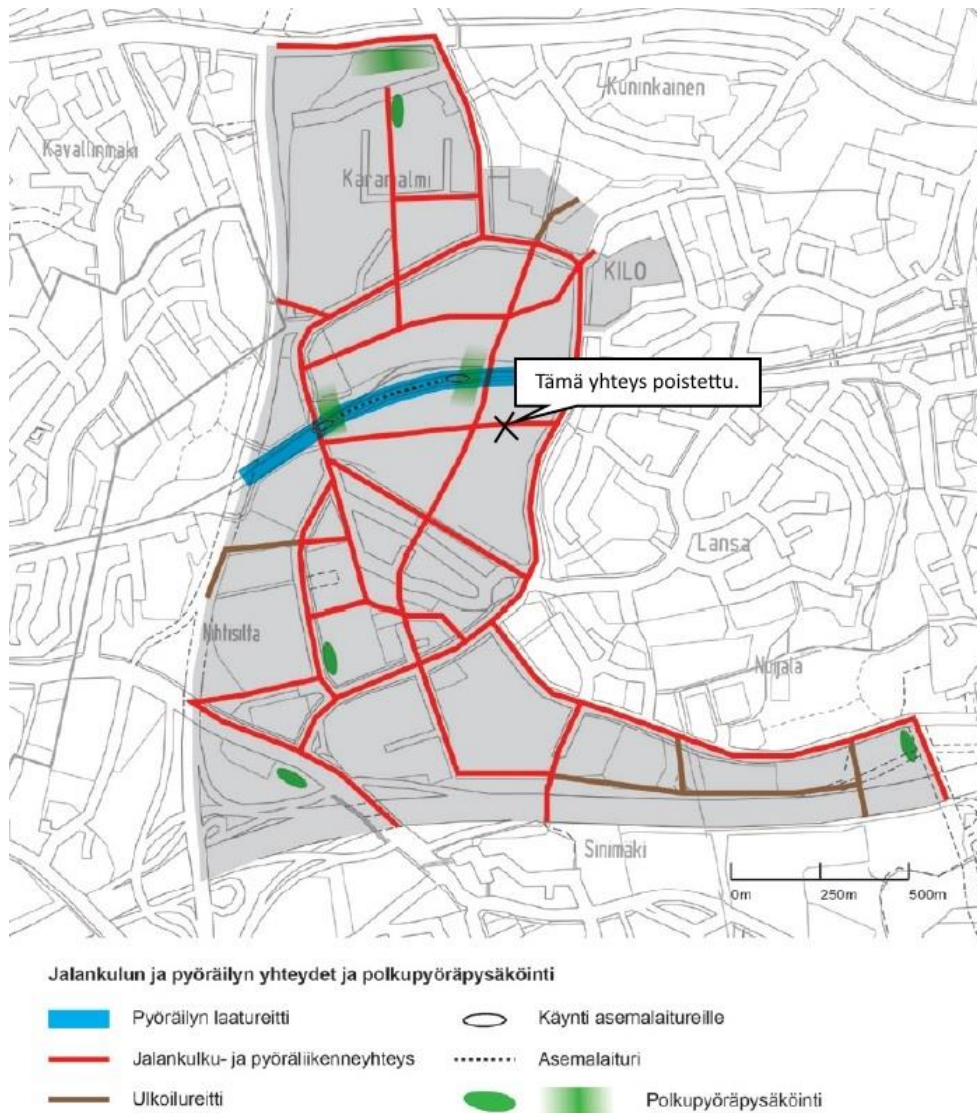 Kuninkainen
Kavallinmäki
Karamalmi
KILO
Tämä yhteys poistettu.
Lansa
Nihtisilta
Nuijala
Sinimäki
0m 250m 500m
Jalankulun ja pyöräilyn yhteydet ja polkupyöräpysäköinti
Pyöräilyn laatureitti
Käynti asemalaitureille
Jalankulku- ja pyöräliikenneyhteys
Asemalaituri
Ulkoilureitti
Polkupyöräpysäköinti